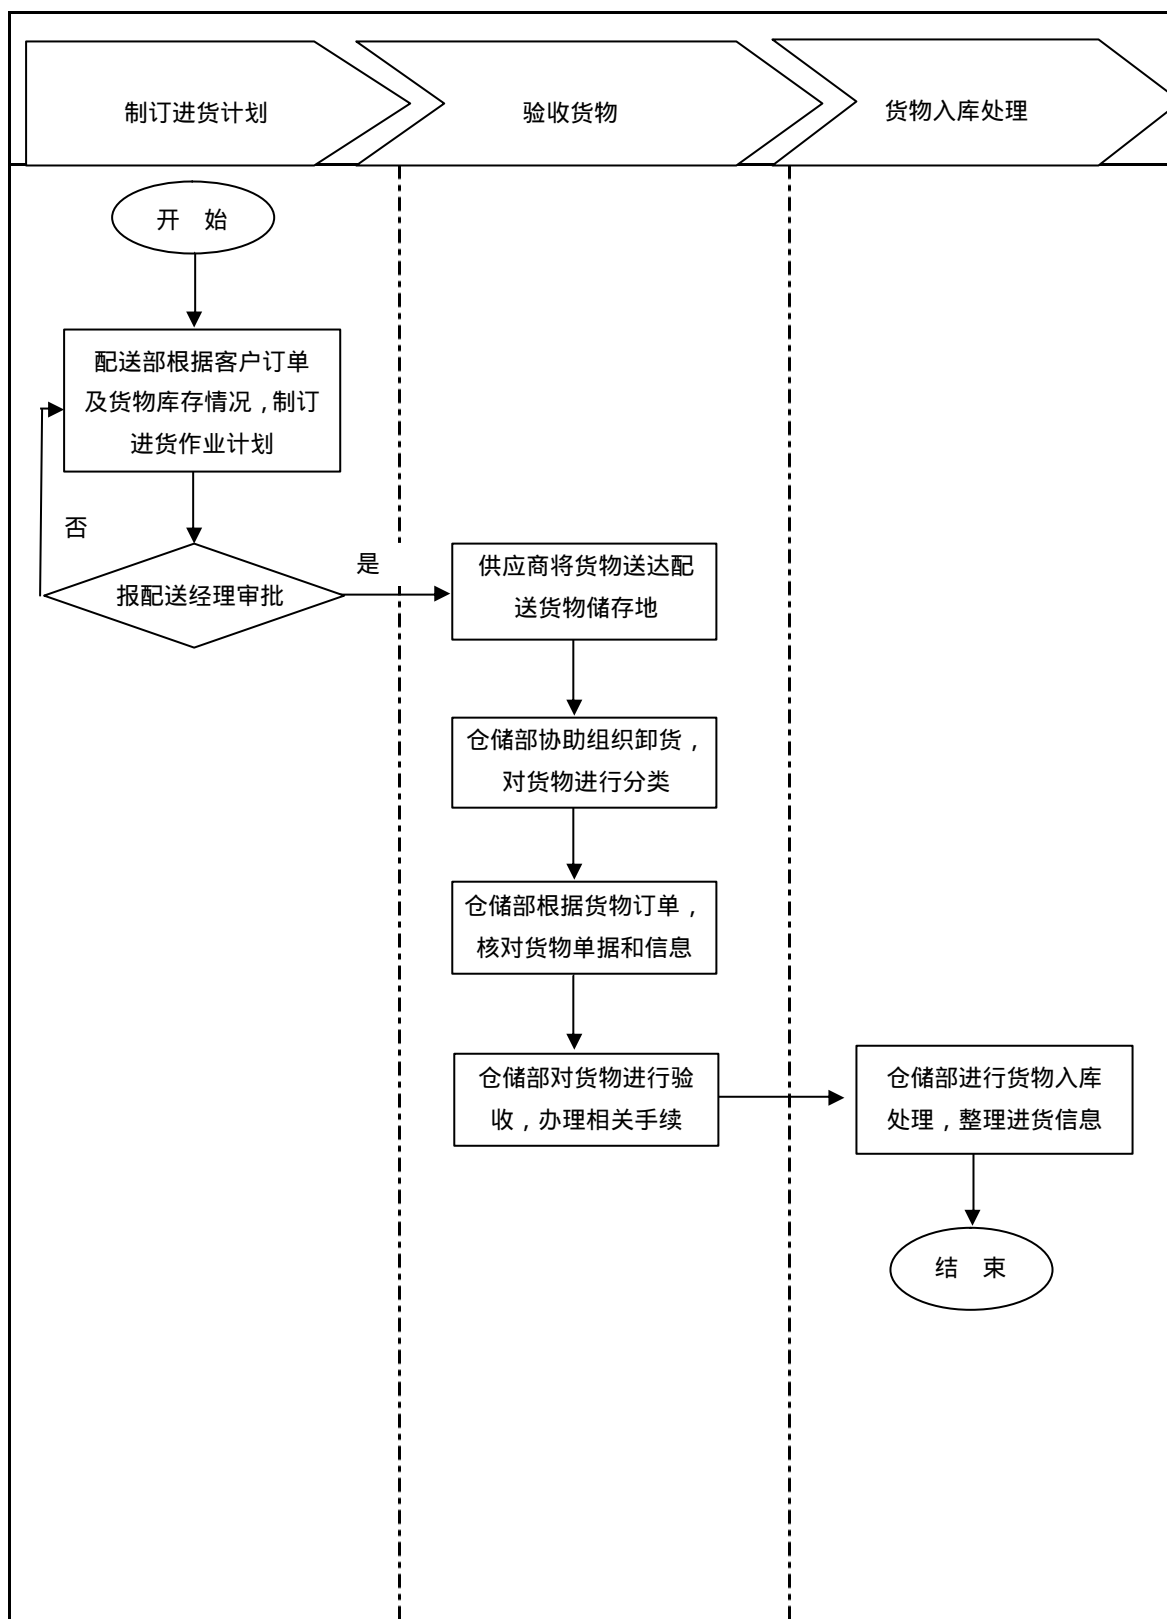 制订进货计划
验收货物
货物入库处理
开 始
配送部根据客户订单
及货物库存情况，制订
进货作业计划
否
报配送经理审批
是
供应商将货物送达配
送货物储存地
仓储部协助组织卸货，
对货物进行分类
仓储部根据货物订单，
核对货物单据和信息
仓储部对货物进行验
收，办理相关手续
仓储部进行货物入库
处理，整理进货信息
结 束